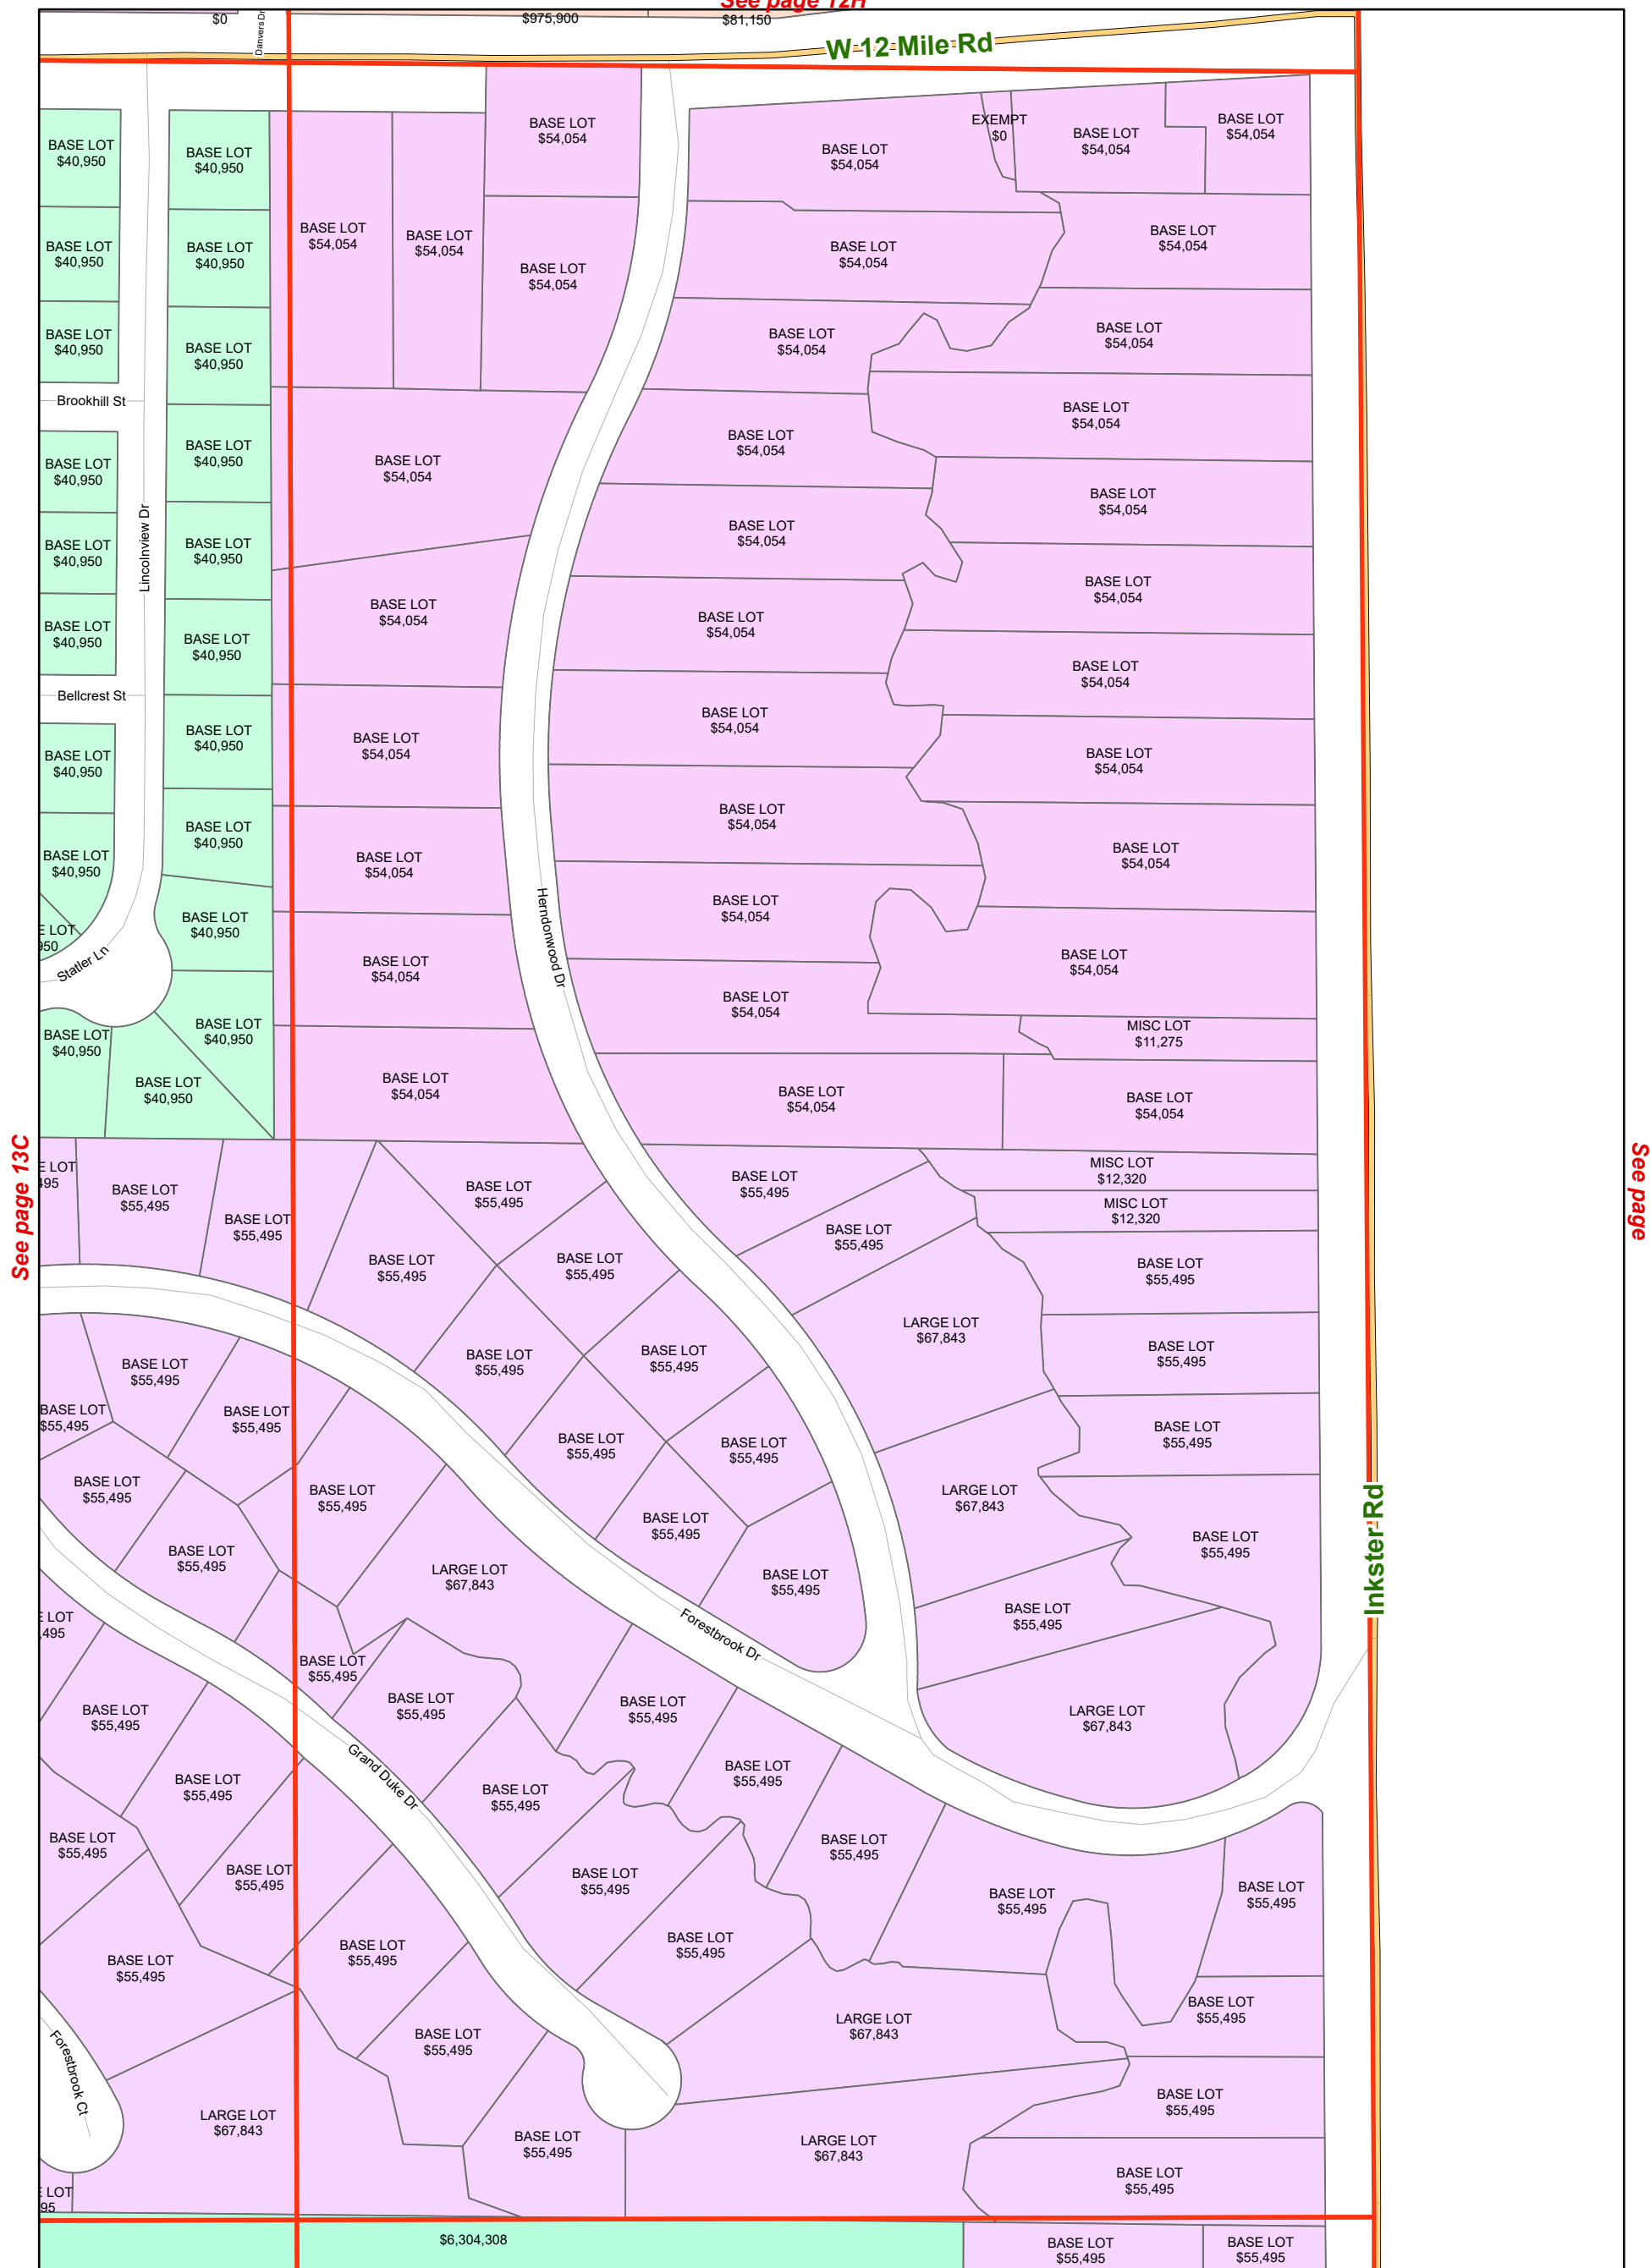 See page 12H
$0
Danvers Dr
$975,900
$81,150
W 12 Mile Rd
BASE LOT
$40,950
BASE LOT
$40,950
BASE LOT
$54,054
BASE LOT
$54,054
EXEMPT
$0
BASE LOT
$54,054
BASE LOT
$54,054
BASE LOT
$40,950
BASE LOT
$40,950
BASE LOT
$54,054
BASE LOT
$54,054
BASE LOT
$54,054
BASE LOT
$54,054
BASE LOT
$54,054
BASE LOT
$40,950
BASE LOT
$40,950
BASE LOT
$54,054
BASE LOT
$54,054
Brookhill St
BASE LOT
$40,950
BASE LOT
$40,950
BASE LOT
$54,054
BASE LOT
$54,054
BASE LOT
$54,054
Lincolnview Dr
BASE LOT
$40,950
BASE LOT
$40,950
BASE LOT
$54,054
BASE LOT
$54,054
BASE LOT
$40,950
BASE LOT
$40,950
BASE LOT
$54,054
BASE LOT
$54,054
BASE LOT
$54,054
Bellcrest St
BASE LOT
$54,054
BASE LOT
$40,950
BASE LOT
$40,950
BASE LOT
$54,054
BASE LOT
$54,054
BASE LOT
$54,054
BASE LOT
$40,950
BASE LOT
$40,950
BASE LOT
$54,054
BASE LOT
$54,054
BASE LOT
$54,054
Herndonwood Dr
E LOT
950
Statler Ln
BASE LOT
$40,950
BASE LOT
$54,054
BASE LOT
$54,054
BASE LOT
$54,054
BASE LOT
$54,054
BASE LOT
$40,950
BASE LOT
$40,950
MISC LOT
$11,275
BASE LOT
$40,950
BASE LOT
$54,054
BASE LOT
$54,054
BASE LOT
$54,054
See page 13C
See page
E LOT
495
BASE LOT
$55,495
BASE LOT
$55,495
BASE LOT
$55,495
BASE LOT
$55,495
MISC LOT
$12,320
MISC LOT
$12,320
BASE LOT
$55,495
BASE LOT
$55,495
BASE LOT
$55,495
BASE LOT
$55,495
LARGE LOT
$67,843
BASE LOT
$55,495
BASE LOT
$55,495
BASE LOT
$55,495
BASE LOT
$55,495
BASE LOT
$55,495
BASE LOT
$55,495
BASE LOT
$55,495
BASE LOT
$55,495
BASE LOT
$55,495
BASE LOT
$55,495
BASE LOT
$55,495
BASE LOT
$55,495
LARGE LOT
$67,843
Inkster Rd
BASE LOT
$55,495
BASE LOT
$55,495
BASE LOT
$55,495
LARGE LOT
$67,843
BASE LOT
$55,495
BASE LOT
$55,495
E LOT
,495
Forestbrook Dr
BASE LOT
$55,495
BASE LOT
$55,495
BASE LOT
$55,495
BASE LOT
$55,495
LARGE LOT
$67,843
Grand Duke Dr
BASE LOT
$55,495
BASE LOT
$55,495
BASE LOT
$55,495
BASE LOT
$55,495
BASE LOT
$55,495
BASE LOT
$55,495
BASE LOT
$55,495
BASE LOT
$55,495
BASE LOT
$55,495
BASE LOT
$55,495
BASE LOT
$55,495
BASE LOT
$55,495
BASE LOT
$55,495
LARGE LOT
$67,843
BASE LOT
$55,495
BASE LOT
$55,495
Forestbrook Ct
BASE LOT
$55,495
LARGE LOT
$67,843
BASE LOT
$55,495
LARGE LOT
$67,843
BASE LOT
$55,495
E LOT
95
$6,304,308
BASE LOT
$55,495
BASE LOT
$55,495